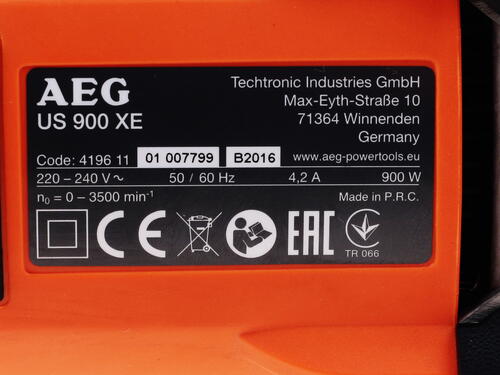 AEG
US 900 XE
Techtronic Industries GmbH
Max-Eyth-Straße 10
71364 Winnenden
Germany
Code: 4196 11 01 007799 B2016 www.aeg-powertools.eu
220 – 240 V ~ 50 / 60 Hz 4,2 A 900 W
n₀ = 0 – 3500 min⁻¹ Made in P.R.C.
CE EAC
TR 066